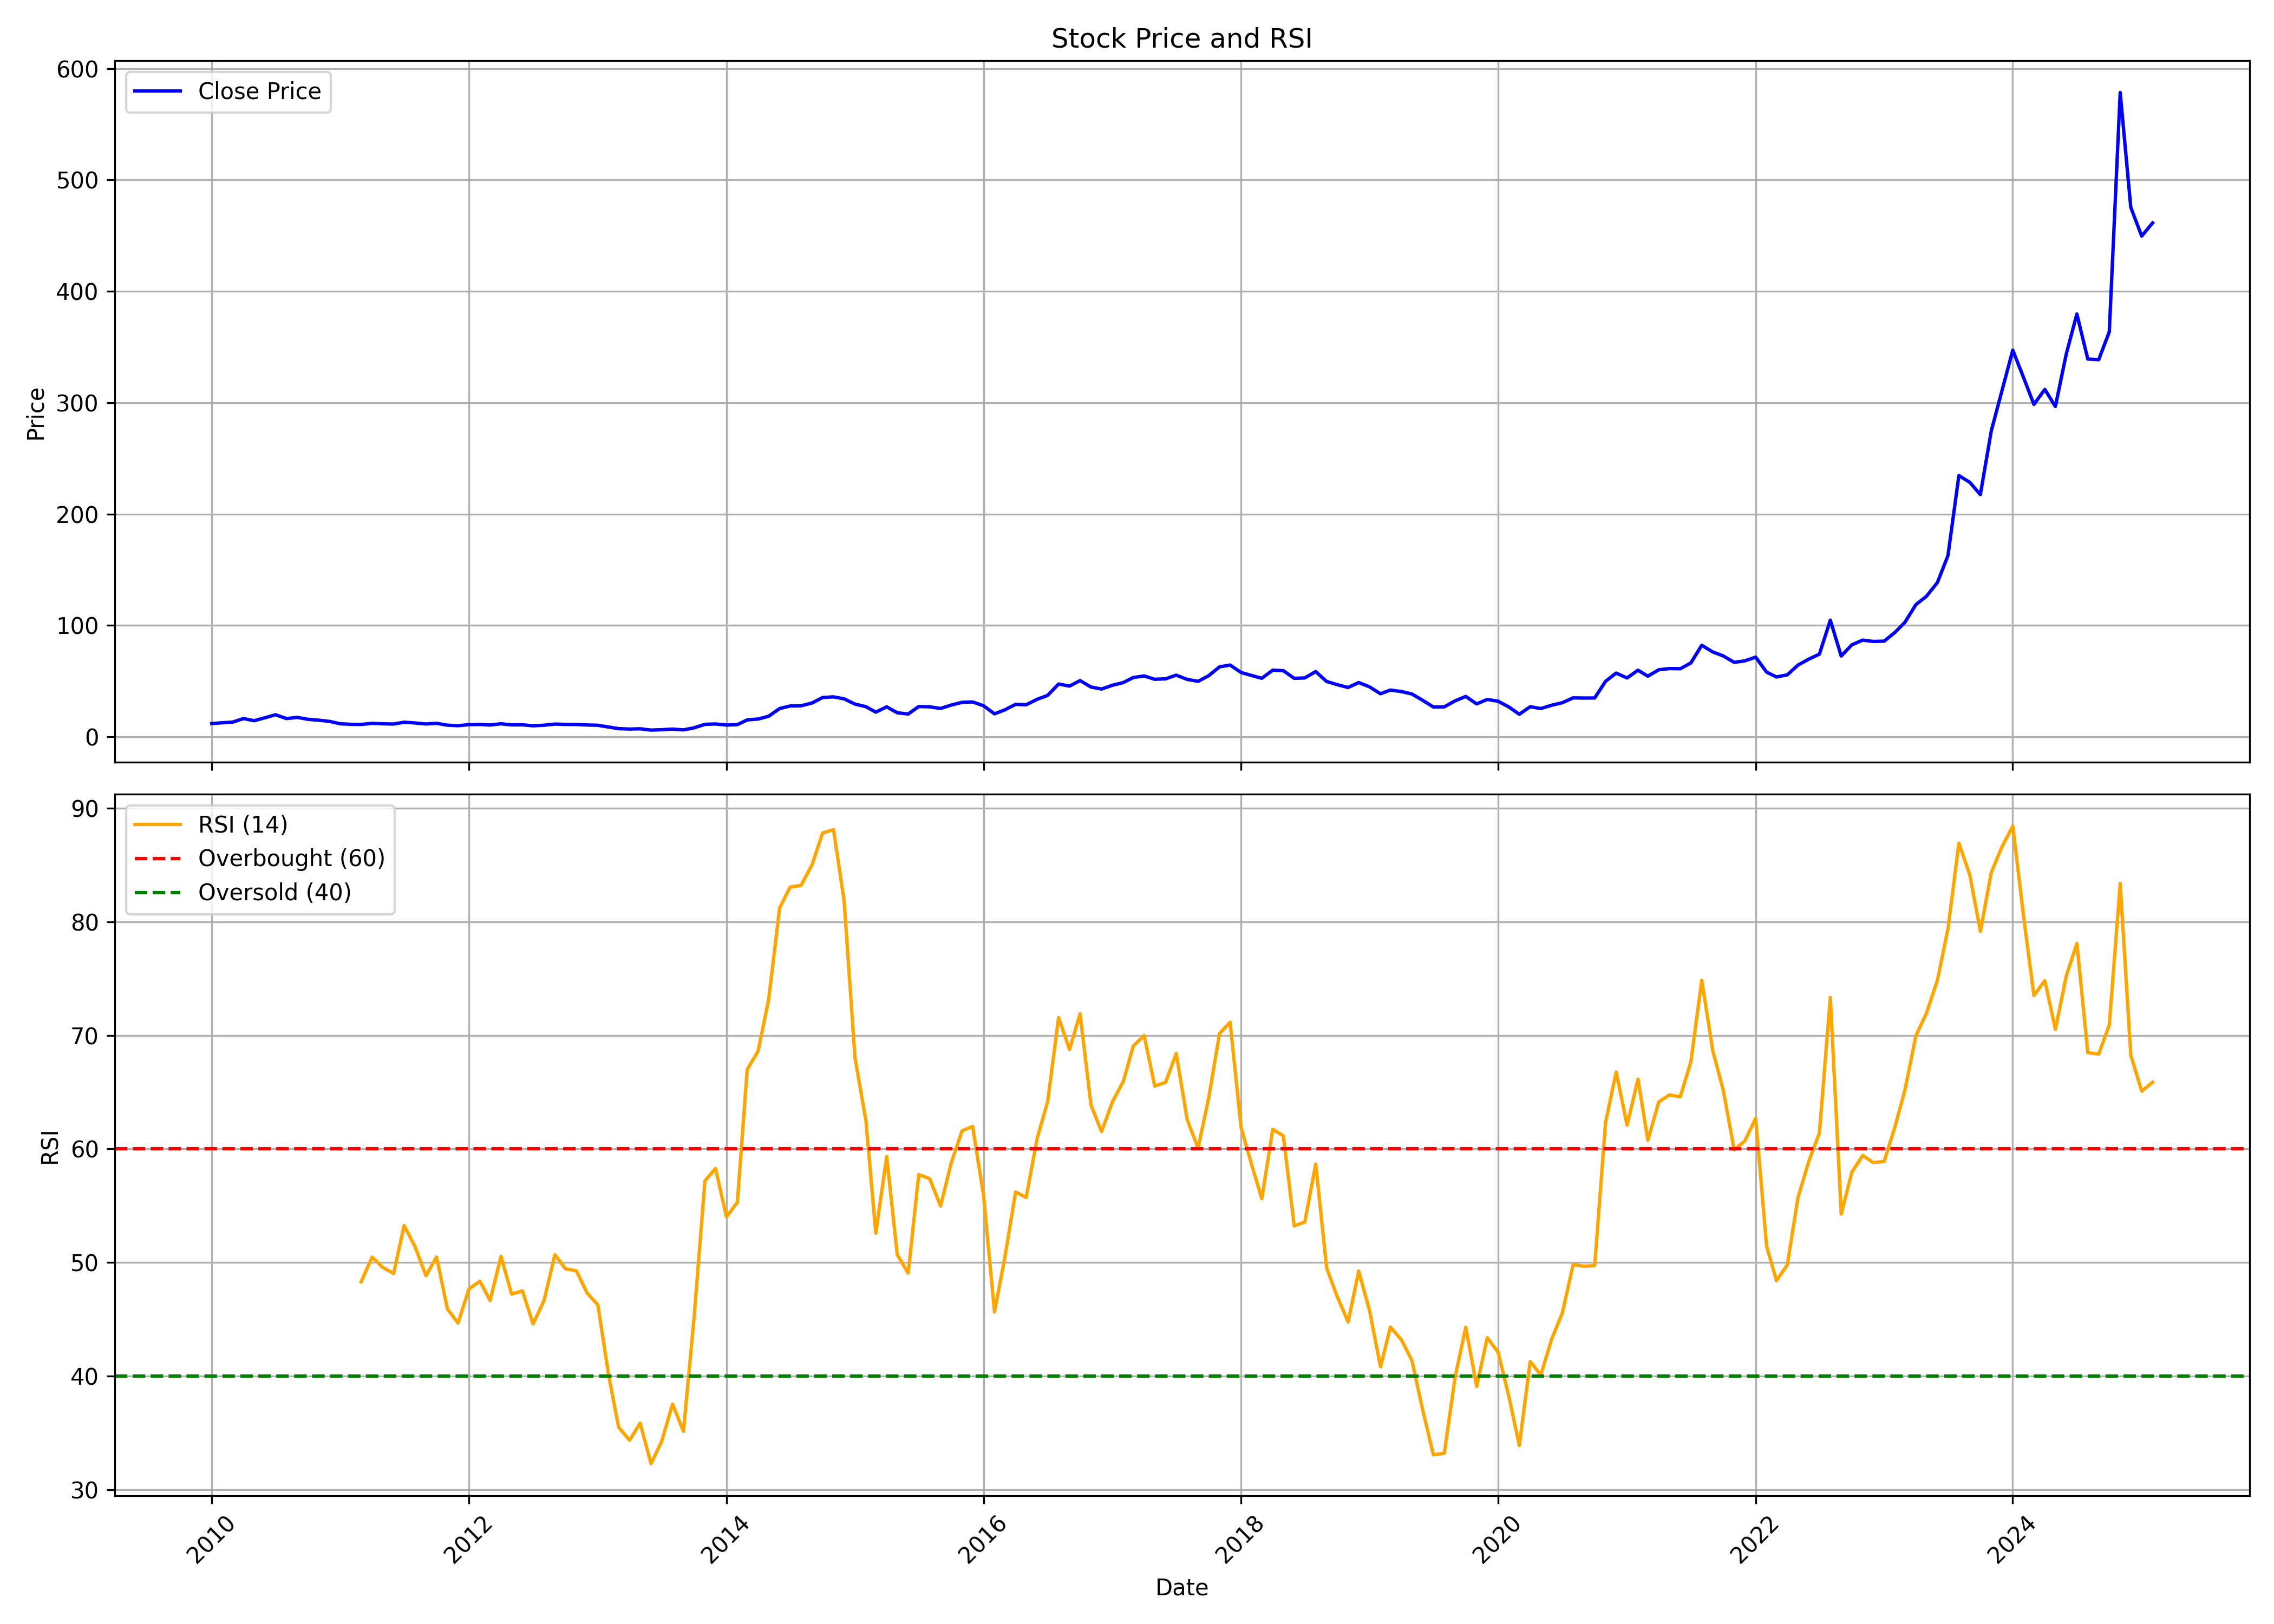 Stock Price and RSI
Close Price
600
500
400
300
200
100
0
Price
RSI (14)
Overbought (60)
Oversold (40)
90
80
70
60
50
40
30
RSI
2010
2012
2014
2016
2018
2020
2022
2024
Date